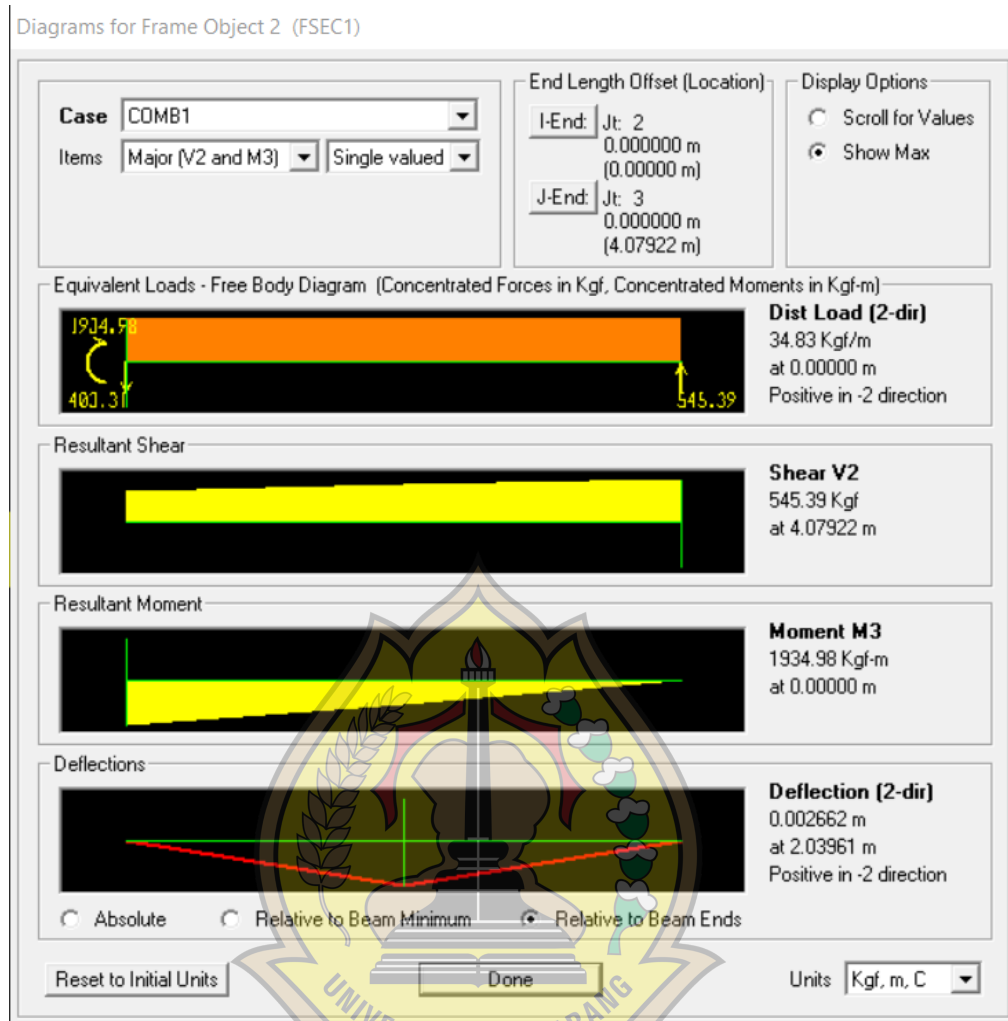 Diagrams for Frame Object 2 (FSEC1)
Case COMB1
Items Major (V2 and M3) Single valued
End Length Offset (Location)
I-End: Jt: 2
0.000000 m
(0.00000 m)
J-End: Jt: 3
0.000000 m
(4.07922 m)
Display Options
Scroll for Values
Show Max
Equivalent Loads - Free Body Diagram (Concentrated Forces in Kgf, Concentrated Moments in Kgf-m)
1934.98
403.31
545.39
Dist Load (2-dir)
34.83 Kgf/m
at 0.00000 m
Positive in -2 direction
Resultant Shear
Shear V2
545.39 Kgf
at 4.07922 m
Resultant Moment
Moment M3
1934.98 Kgf-m
at 0.00000 m
Deflections
Deflection (2-dir)
0.002662 m
at 2.03961 m
Positive in -2 direction
Absolute Relative to Beam Minimum Relative to Beam Ends
Reset to Initial Units Done Units Kgf, m, C